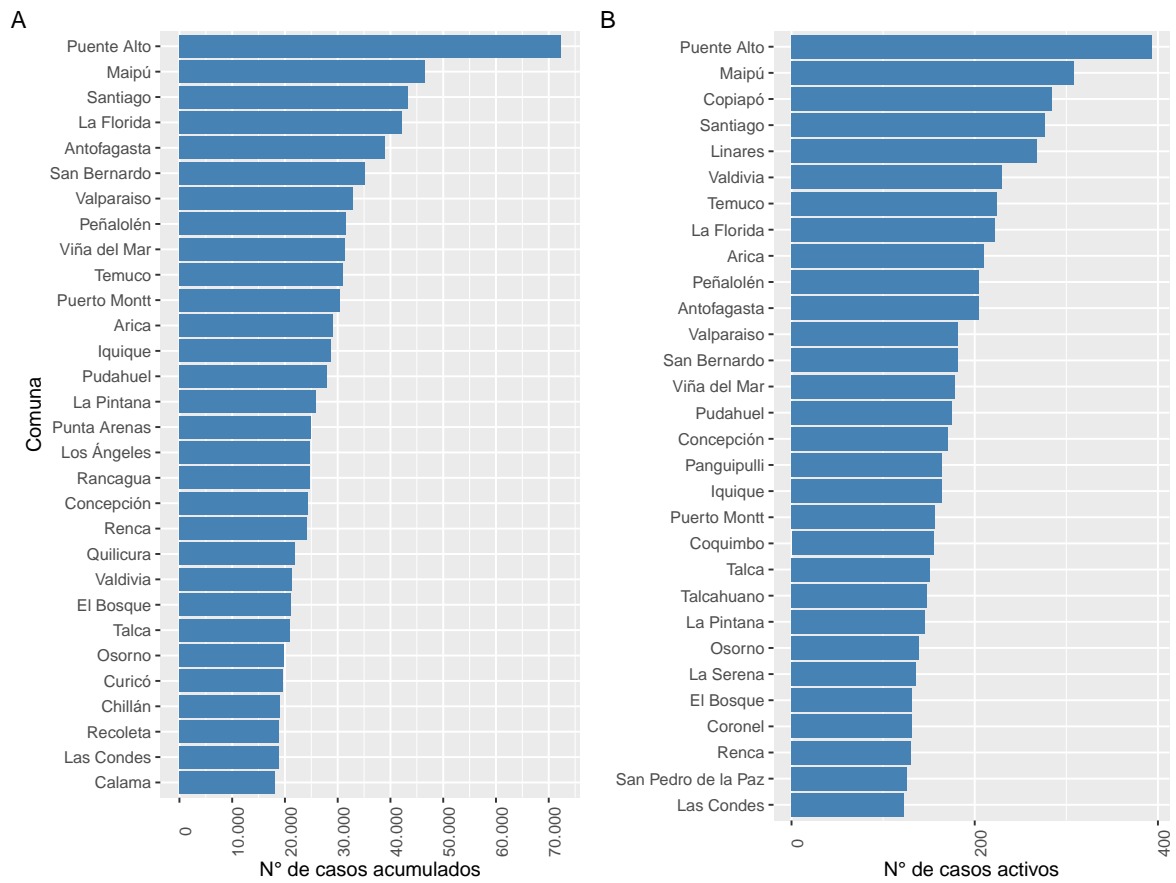 A
Comuna
Puente Alto
Maipú
Santiago
La Florida
Antofagasta
San Bernardo
Valparaiso
Peñalolén
Viña del Mar
Temuco
Puerto Montt
Arica
Iquique
Pudahuel
La Pintana
Punta Arenas
Los Ángeles
Rancagua
Concepción
Renca
Quilicura
Valdivia
El Bosque
Talca
Osorno
Curicó
Chillán
Recoleta
Las Condes
Calama
0
10.000
20.000
30.000
40.000
50.000
60.000
70.000
N° de casos acumulados
B
Puente Alto
Maipú
Copiapó
Santiago
Linares
Valdivia
Temuco
La Florida
Arica
Peñalolén
Antofagasta
Valparaiso
San Bernardo
Viña del Mar
Pudahuel
Concepción
Panguipulli
Iquique
Puerto Montt
Coquimbo
Talca
Talcahuano
La Pintana
Osorno
La Serena
El Bosque
Coronel
Renca
San Pedro de la Paz
Las Condes
0
200
400
N° de casos activos